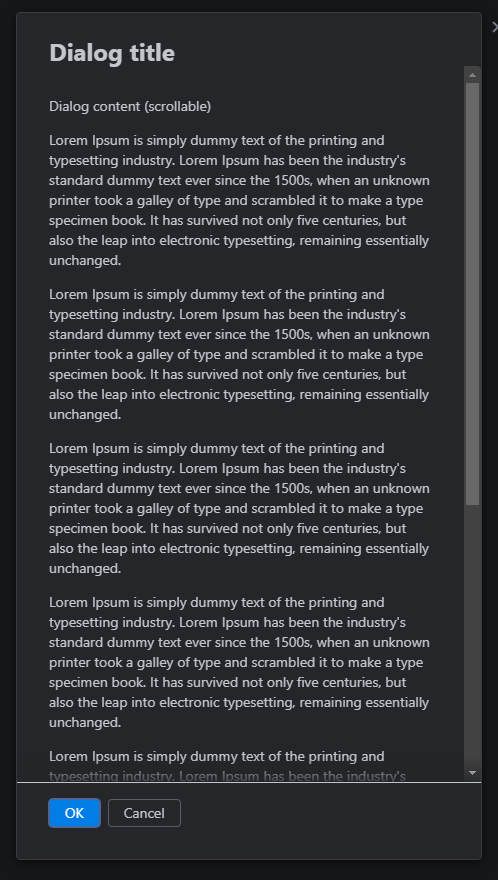 Dialog title
Dialog content (scrollable)
Lorem Ipsum is simply dummy text of the printing and
typesetting industry. Lorem Ipsum has been the industry's
standard dummy text ever since the 1500s, when an unknown
printer took a galley of type and scrambled it to make a type
specimen book. It has survived not only five centuries, but
also the leap into electronic typesetting, remaining essentially
unchanged.
Lorem Ipsum is simply dummy text of the printing and
typesetting industry. Lorem Ipsum has been the industry's
standard dummy text ever since the 1500s, when an unknown
printer took a galley of type and scrambled it to make a type
specimen book. It has survived not only five centuries, but
also the leap into electronic typesetting, remaining essentially
unchanged.
Lorem Ipsum is simply dummy text of the printing and
typesetting industry. Lorem Ipsum has been the industry's
standard dummy text ever since the 1500s, when an unknown
printer took a galley of type and scrambled it to make a type
specimen book. It has survived not only five centuries, but
also the leap into electronic typesetting, remaining essentially
unchanged.
Lorem Ipsum is simply dummy text of the printing and
typesetting industry. Lorem Ipsum has been the industry's
standard dummy text ever since the 1500s, when an unknown
printer took a galley of type and scrambled it to make a type
specimen book. It has survived not only five centuries, but
also the leap into electronic typesetting, remaining essentially
unchanged.
Lorem Ipsum is simply dummy text of the printing and
typesetting industry. Lorem Ipsum has been the industry's
OK Cancel